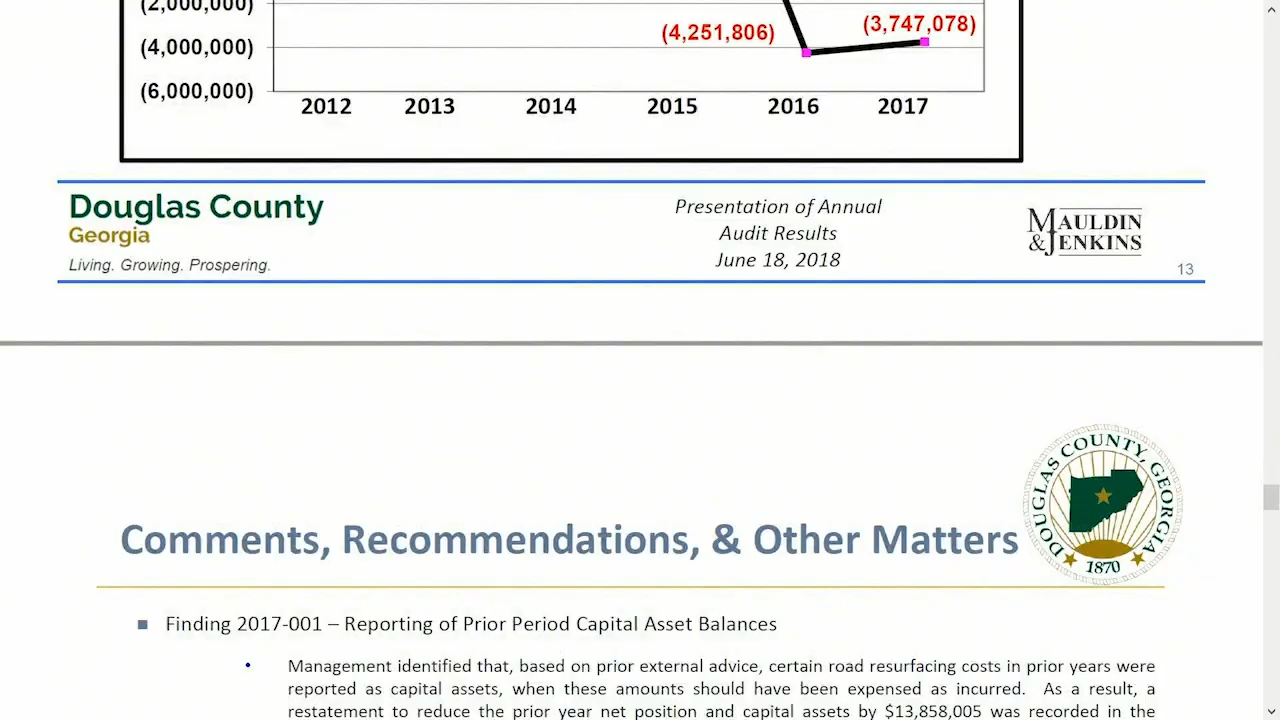 (2,000,000)
(4,251,806)
(3,747,078)
(4,000,000)
(6,000,000)
2012 2013 2014 2015 2016 2017
Douglas County
Georgia
Living. Growing. Prospering.
Presentation of Annual
Audit Results
June 18, 2018
MAULDIN
& JENKINS
13
DOUGLAS COUNTY, GEORGIA
1870
Comments, Recommendations, & Other Matters
Finding 2017-001 – Reporting of Prior Period Capital Asset Balances
Management identified that, based on prior external advice, certain road resurfacing costs in prior years were
reported as capital assets, when these amounts should have been expensed as incurred. As a result, a
restatement to reduce the prior year net position and capital assets by $13,858,005 was recorded in the